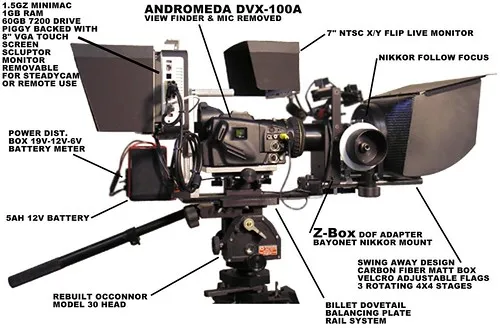 1.5GZ MINIMAC
1GB RAM
60GB 7200 DRIVE
PIGGY BACKED WITH
8" VGA TOUCH
SCREEN
SCLUPTOR
MONITOR
REMOVABLE
FOR STEADYCAM
OR REMOTE USE
ANDROMEDA DVX-100A
VIEW FINDER & MIC REMOVED
7" NTSC X/Y FLIP LIVE MONITOR
NIKKOR FOLLOW FOCUS
POWER DIST.
BOX 19V-12V-6V
BATTERY METER
5AH 12V BATTERY
Z-Box DOF ADAPTER
BAYONET NIKKOR MOUNT
SWING AWAY DESIGN
CARBON FIBER MATT BOX
VELCRO ADJUSTABLE FLAGS
3 ROTATING 4X4 STAGES
REBUILT OCCONNOR
MODEL 30 HEAD
BILLET DOVETAIL
BALANCING PLATE
RAIL SYSTEM